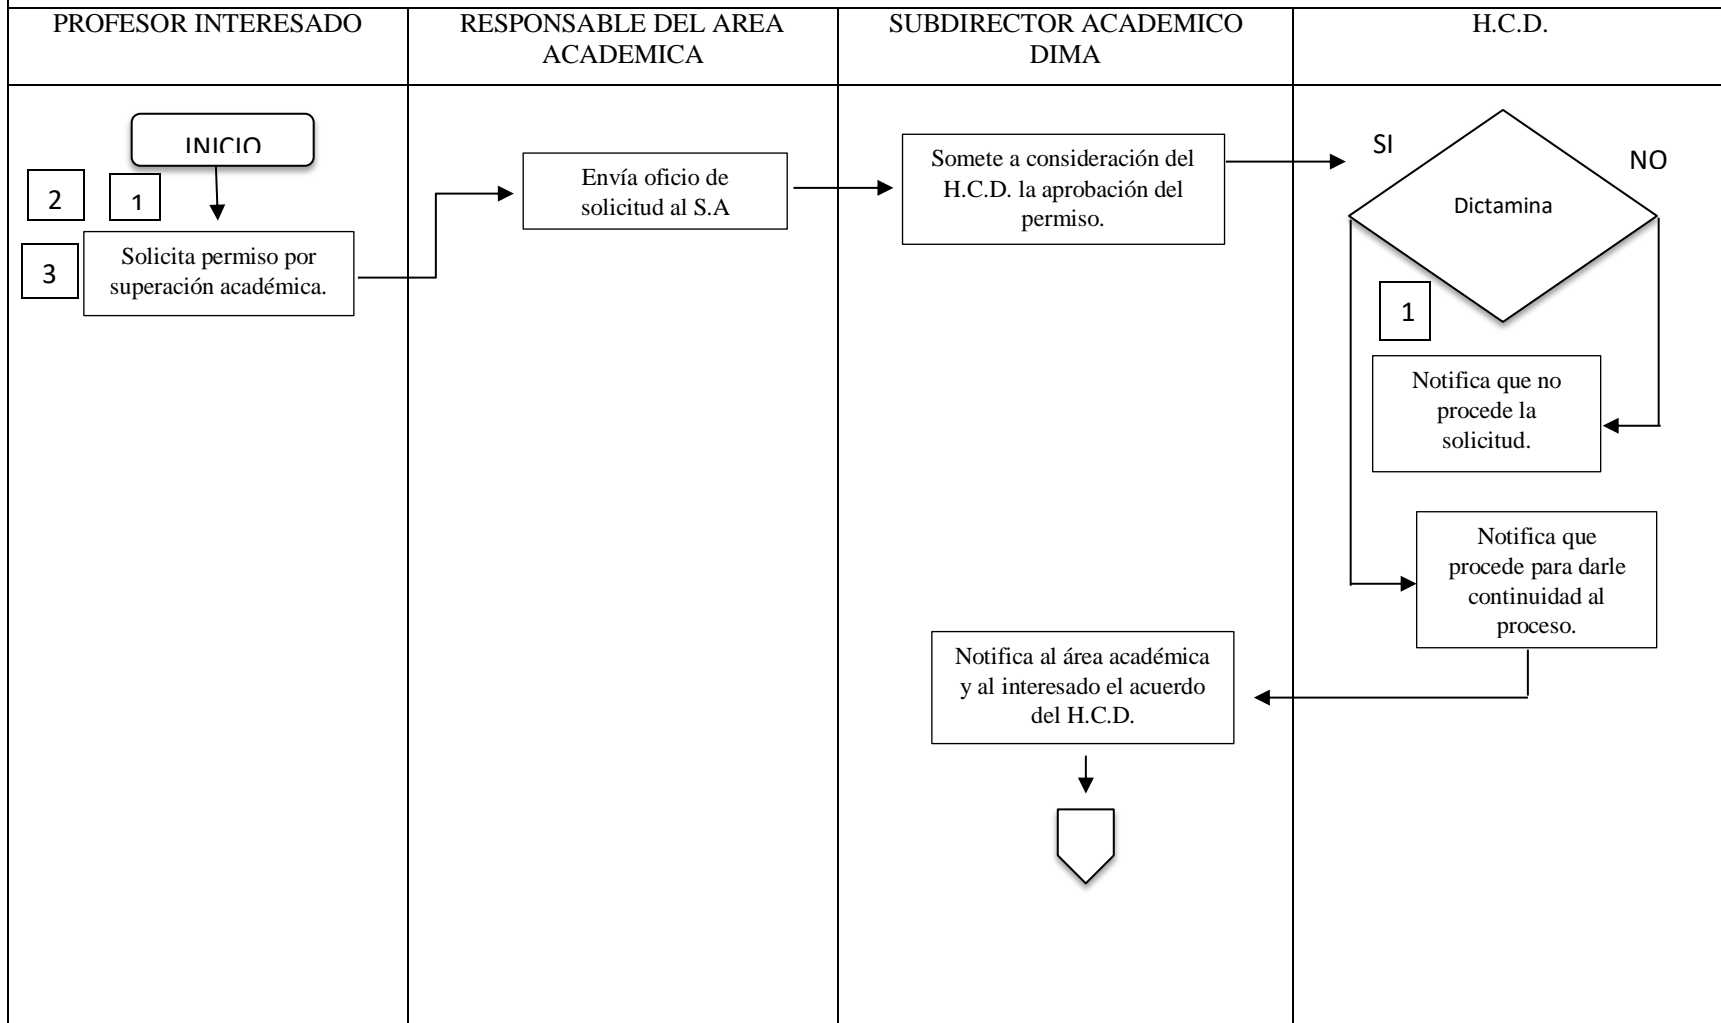 PROFESOR INTERESADO
RESPONSABLE DEL AREA
ACADEMICA
SUBDIRECTOR ACADEMICO
DIMA
H.C.D.
INICIO
2
1
3
Solicita permiso por
superación académica.
Envía oficio de
solicitud al S.A
Somete a consideración del
H.C.D. la aprobación del
permiso.
SI
NO
Dictamina
1
Notifica que no
procede la
solicitud.
Notifica que
procede para darle
continuidad al
proceso.
Notifica al área académica
y al interesado el acuerdo
del H.C.D.